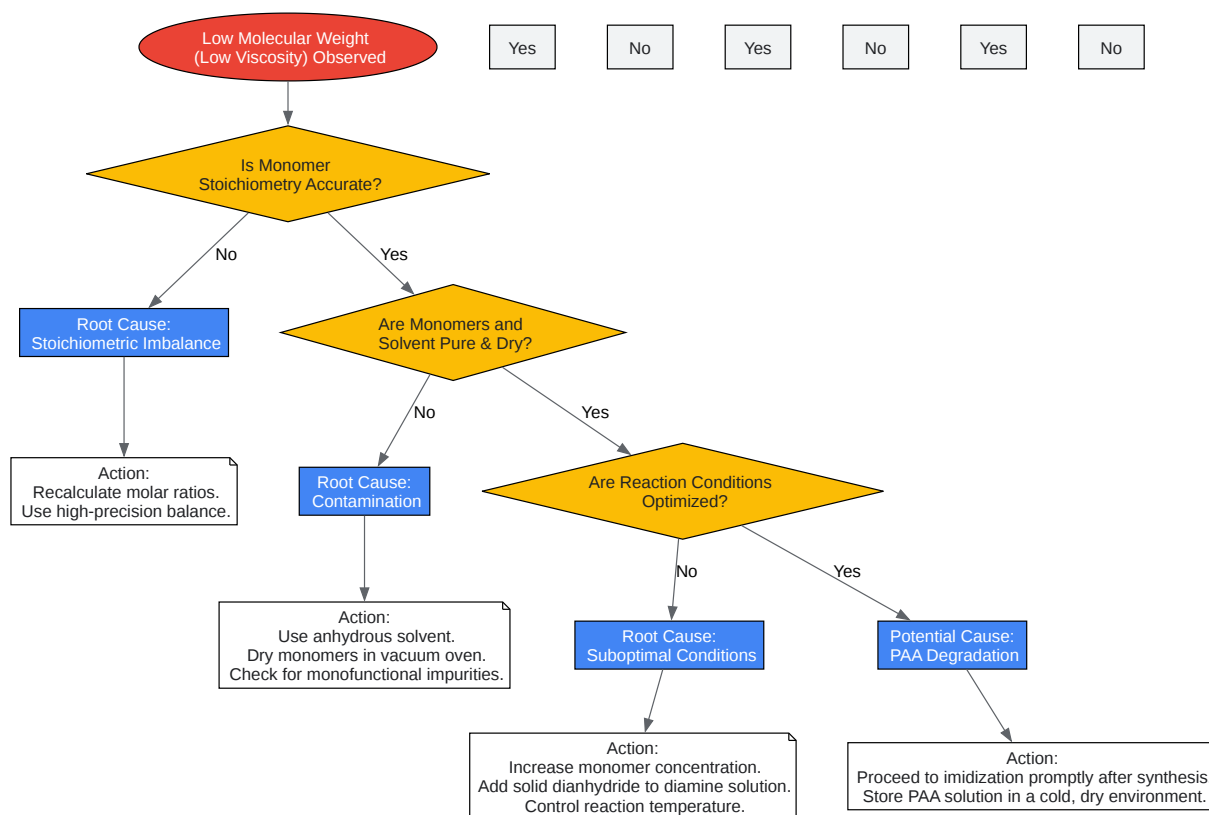 Low Molecular Weight
(Low Viscosity) Observed
Yes
No
Yes
No
Yes
No
Is Monomer
Stoichiometry Accurate?
No
Yes
Root Cause:
Stoichiometric Imbalance
Are Monomers and
Solvent Pure & Dry?
No
Yes
Action:
Recalculate molar ratios.
Use high-precision balance.
Root Cause:
Contamination
Are Reaction Conditions
Optimized?
No
Yes
Action:
Use anhydrous solvent.
Dry monomers in vacuum oven.
Check for monofunctional impurities.
Root Cause:
Suboptimal Conditions
Potential Cause:
PAA Degradation
Action:
Increase monomer concentration.
Add solid dianhydride to diamine solution.
Control reaction temperature.
Action:
Proceed to imidization promptly after synthesis
Store PAA solution in a cold, dry environment.